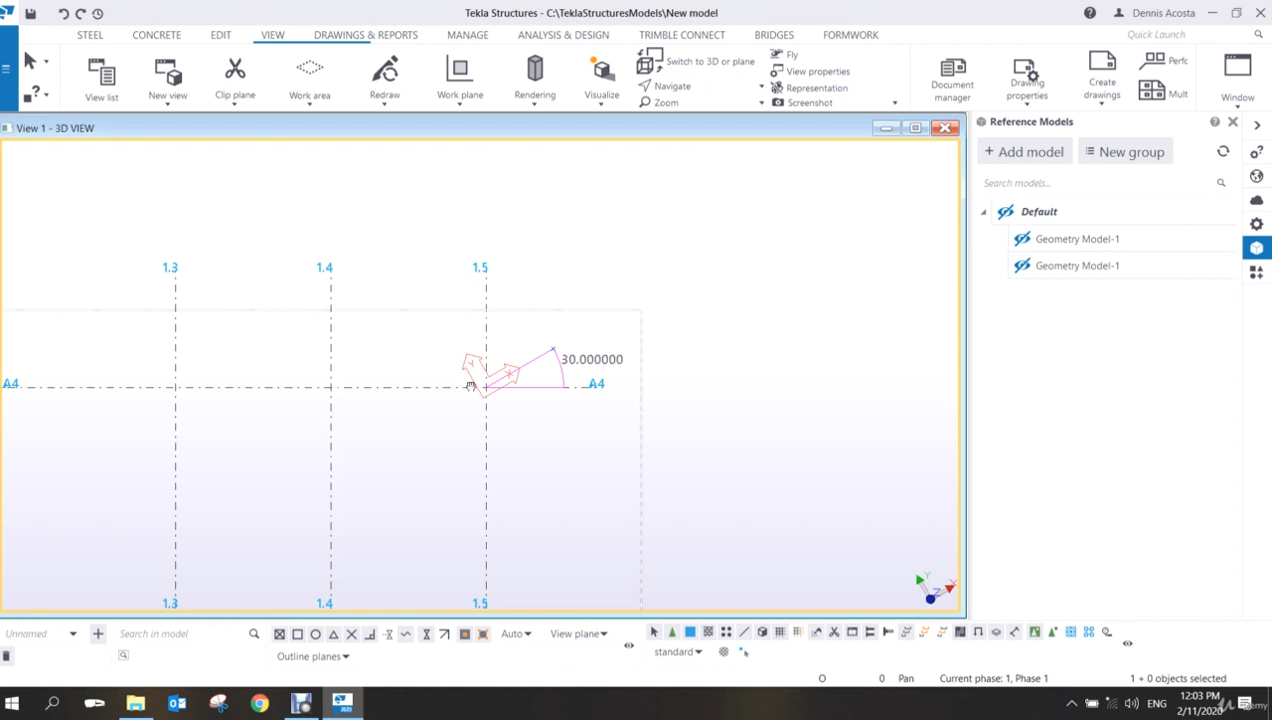 Tekla Structures - C:\TeklaStructuresModels\New model
Dennis Acosta
STEEL CONCRETE EDIT VIEW DRAWINGS & REPORTS MANAGE ANALYSIS & DESIGN TRIMBLE CONNECT BRIDGES FORMWORK
Quick Launch
View list
New view
Clip plane
Work area
Redraw
Work plane
Rendering
Visualize
Switch to 3D or plane
Navigate
Zoom
Fly
View properties
Representation
Screenshot
Document manager
Drawing properties
Create drawings
Perfc
Mult
Window
View 1 - 3D VIEW
Reference Models
+ Add model
New group
Search models...
Default
Geometry Model-1
Geometry Model-1
1.3 1.4 1.5
Y X 30.000000
A4 A4
1.3 1.4 1.5
Y X Z
Unnamed
Search in model
Auto
View plane
Outline planes
standard
O 0 Pan Current phase: 1, Phase 1 1 + 0 objects selected
2020
ENG
12:03 PM
2/11/2020